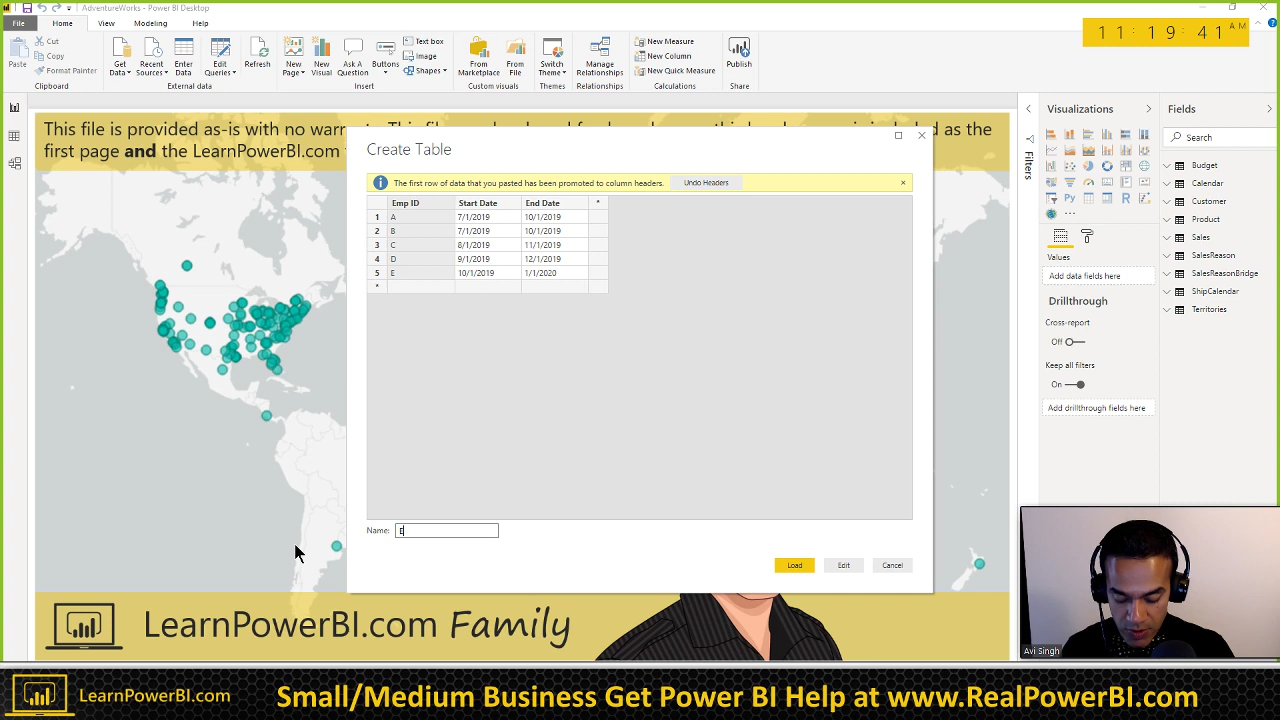 AdventureWorks - Power BI Desktop
File
Home
View
Modeling
Help
11:19:41 AM
Paste
Cut
Copy
Format Painter
Clipboard
Get Data
Recent Sources
Enter Data
Edit Queries
Refresh
External data
New Page
New Visual
Ask A Question
Buttons
Text box
Image
Shapes
Insert
From Marketplace
From File
Custom visuals
Switch Theme
Themes
Manage Relationships
Relationships
New Measure
New Column
New Quick Measure
Calculations
Publish
Share
This file is provided as-is with no
first page and the LearnPowerBI.com
d as the
Create Table
The first row of data that you pasted has been promoted to column headers.
Undo Headers
Emp ID Start Date End Date *
1 A 7/1/2019 10/1/2019
2 B 7/1/2019 10/1/2019
3 C 8/1/2019 11/1/2019
4 D 9/1/2019 12/1/2019
5 E 10/1/2019 1/1/2020
*
Name: E
Load
Edit
Cancel
Filters
Visualizations
Values
Add data fields here
Drillthrough
Cross-report
Off
Keep all filters
On
Add drillthrough fields here
Fields
Search
Budget
Calendar
Customer
Product
Sales
SalesReason
SalesReasonBridge
ShipCalendar
Territories
LearnPowerBI.com Family
Avi Singh
LearnPowerBI.com
Small/Medium Business Get Power BI Help at www.RealPowerBI.com